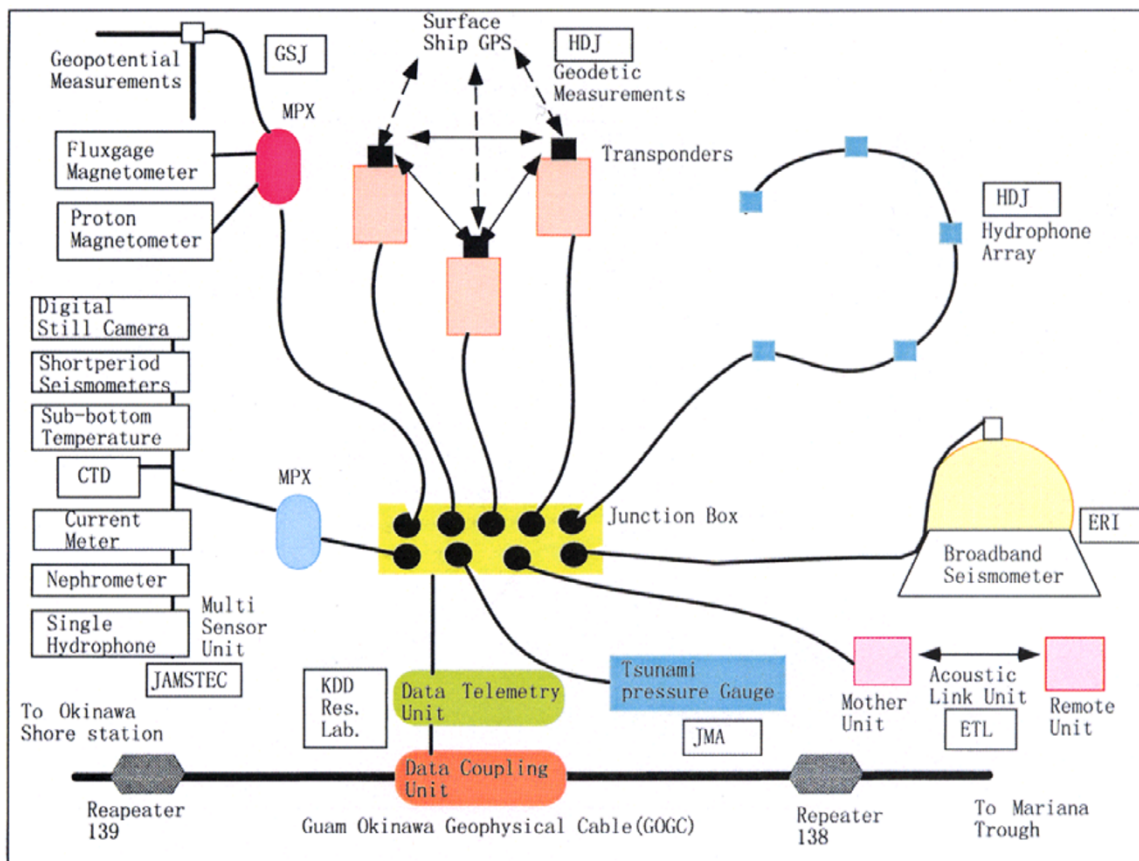 Geopotential
Measurements
GSJ
MPX
Fluxgage
Magnetometer
Proton
Magnetometer
Surface
Ship GPS
HDJ
Geodetic
Measurements
Transponders
HDJ
Hydrophone
Array
Digital
Still Camera
Shortperiod
Seismometers
Sub-bottom
Temperature
CTD
Current
Meter
Nephrometer
Single
Hydrophone
Multi
Sensor
Unit
JAMSTEC
MPX
Junction Box
ERI
Broadband
Seismometer
KDD
Res.
Lab.
Data Telemetry
Unit
Tsunami
pressure Gauge
JMA
Mother
Unit
Acoustic
Link Unit
ETL
Remote
Unit
To Okinawa
Shore station
Reapeater
139
Data Coupling
Unit
Repeater
138
To Mariana
Trough
Guam Okinawa Geophysical Cable(GOGC)